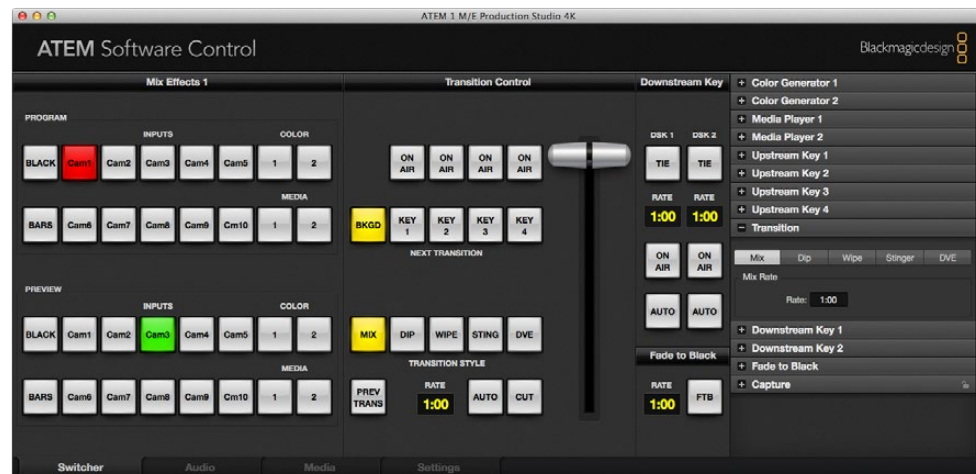 ATEM 1 M/E Production Studio 4K
ATEM Software Control
Blackmagicdesign
Mix Effects 1
PROGRAM
INPUTS COLOR
BLACK Cam1 Cam2 Cam3 Cam4 Cam5 1 2
MEDIA
BARS Cam6 Cam7 Cam8 Cam9 Cm10 1 2
PREVIEW
INPUTS COLOR
BLACK Cam1 Cam2 Cam3 Cam4 Cam5 1 2
MEDIA
BARS Cam6 Cam7 Cam8 Cam9 Cm10 1 2
Transition Control
ON AIR ON AIR ON AIR ON AIR
BKGD KEY 1 KEY 2 KEY 3 KEY 4
NEXT TRANSITION
MIX DIP WIPE STING DVE
TRANSITION STYLE
RATE
PREV TRANS 1:00 AUTO CUT
Downstream Key
DSK 1 DSK 2
TIE TIE
RATE RATE
1:00 1:00
ON AIR ON AIR
AUTO AUTO
Fade to Black
RATE
1:00 FTB
Color Generator 1
Color Generator 2
Media Player 1
Media Player 2
Upstream Key 1
Upstream Key 2
Upstream Key 3
Upstream Key 4
Transition
Mix Dip Wipe Stinger DVE
Mix Rate
Rate: 1:00
Downstream Key 1
Downstream Key 2
Fade to Black
Capture
Switcher Audio Media Settings